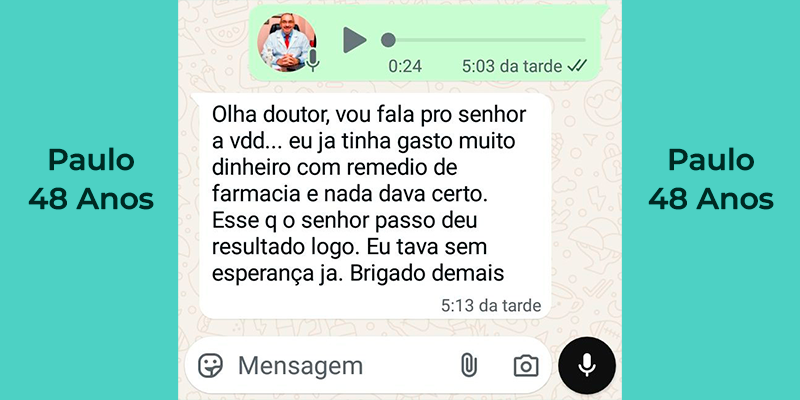 Paulo
48 Anos
0:24
5:03 da tarde
Olha doutor, vou fala pro senhor
a vdd... eu ja tinha gasto muito
dinheiro com remedio de
farmacia e nada dava certo.
Esse q o senhor passo deu
resultado logo. Eu tava sem
esperança ja. Brigado demais
5:13 da tarde
Mensagem
Paulo
48 Anos